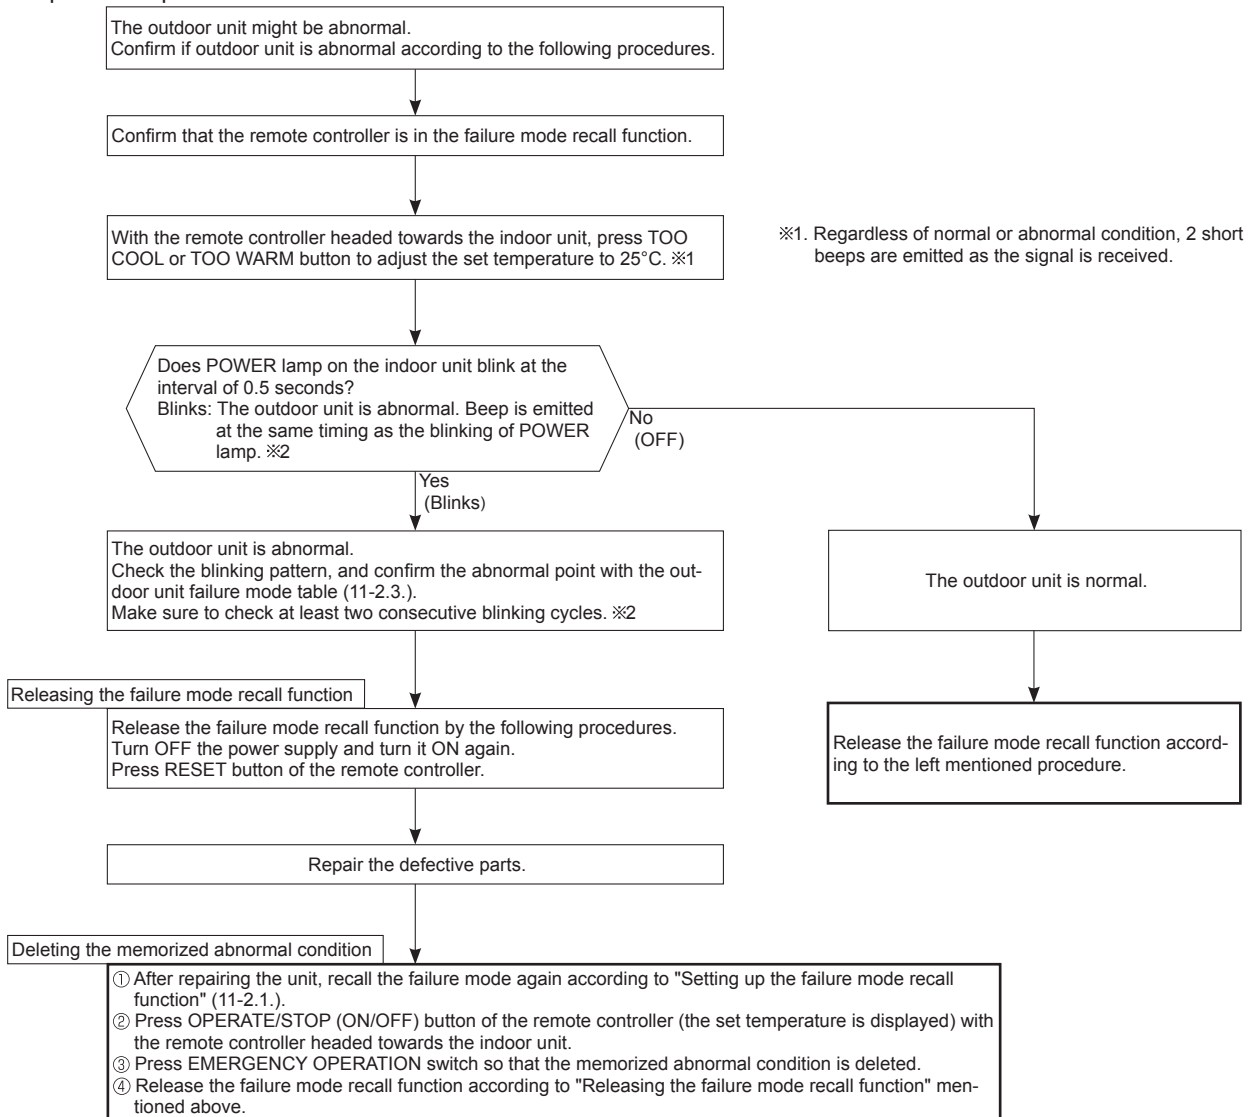 The outdoor unit might be abnormal.
Confirm if outdoor unit is abnormal according to the following procedures.
Confirm that the remote controller is in the failure mode recall function.
With the remote controller headed towards the indoor unit, press TOO
COOL or TOO WARM button to adjust the set temperature to 25°C. ※1
※1. Regardless of normal or abnormal condition, 2 short
beeps are emitted as the signal is received.
Does POWER lamp on the indoor unit blink at the
interval of 0.5 seconds?
Blinks: The outdoor unit is abnormal. Beep is emitted
at the same timing as the blinking of POWER
lamp. ※2
No
(OFF)
Yes
(Blinks)
The outdoor unit is abnormal.
Check the blinking pattern, and confirm the abnormal point with the out-
door unit failure mode table (11-2.3.).
Make sure to check at least two consecutive blinking cycles. ※2
The outdoor unit is normal.
Releasing the failure mode recall function
Release the failure mode recall function by the following procedures.
Turn OFF the power supply and turn it ON again.
Press RESET button of the remote controller.
Release the failure mode recall function accord-
ing to the left mentioned procedure.
Repair the defective parts.
Deleting the memorized abnormal condition
① After repairing the unit, recall the failure mode again according to "Setting up the failure mode recall
function" (11-2.1.).
② Press OPERATE/STOP (ON/OFF) button of the remote controller (the set temperature is displayed) with
the remote controller headed towards the indoor unit.
③ Press EMERGENCY OPERATION switch so that the memorized abnormal condition is deleted.
④ Release the failure mode recall function according to "Releasing the failure mode recall function" men-
tioned above.